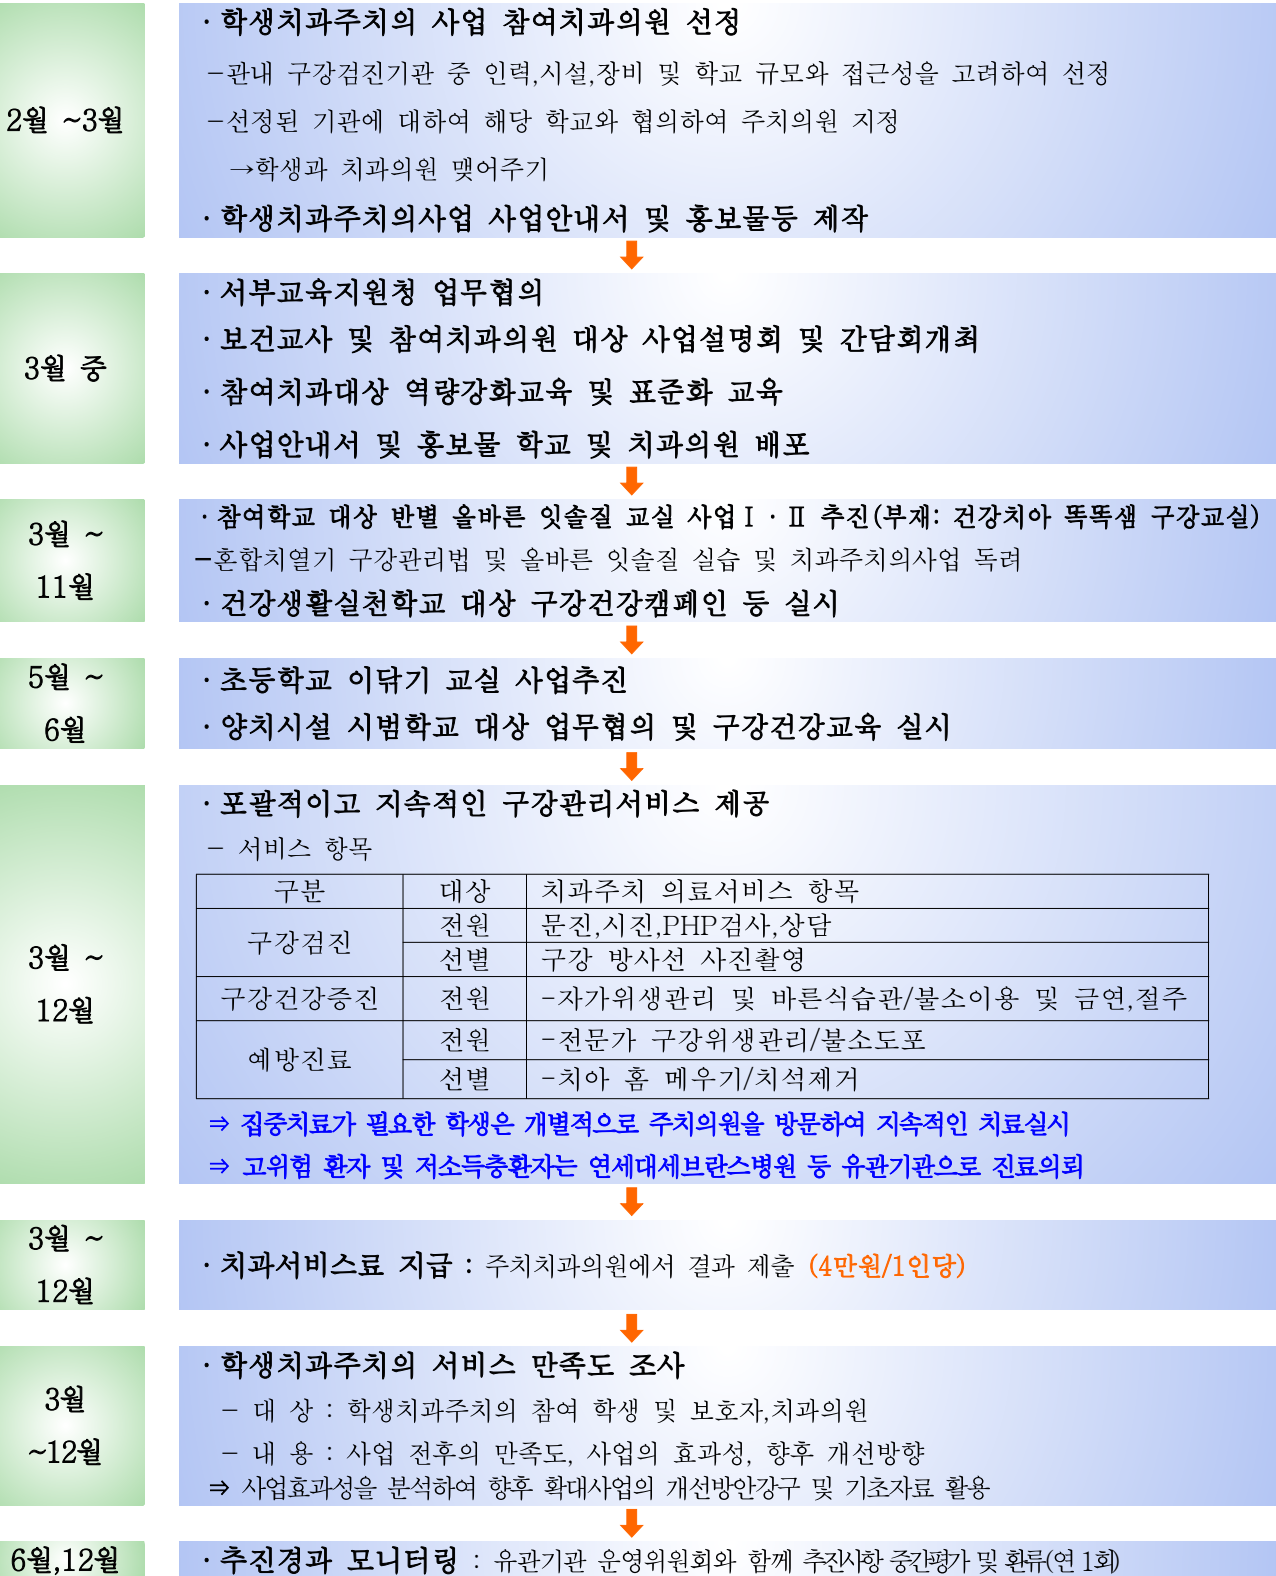 2월 ~3월
· 학생치과주치의 사업 참여치과의원 선정
-관내 구강검진기관 중 인력,시설,장비 및 학교 규모와 접근성을 고려하여 선정
-선정된 기관에 대하여 해당 학교와 협의하여 주치의원 지정
→학생과 치과의원 맺어주기
· 학생치과주치의사업 사업안내서 및 홍보물등 제작
3월 중
· 서부교육지원청 업무협의
· 보건교사 및 참여치과의원 대상 사업설명회 및 간담회개최
· 참여치과대상 역량강화교육 및 표준화 교육
· 사업안내서 및 홍보물 학교 및 치과의원 배포
3월 ~
11월
· 참여학교 대상 반별 올바른 잇솔질 교실 사업Ⅰ·Ⅱ 추진(부재: 건강치아 똑똑샘 구강교실)
-혼합치열기 구강관리법 및 올바른 잇솔질 실습 및 치과주치의사업 독려
· 건강생활실천학교 대상 구강건강캠페인 등 실시
5월 ~
6월
· 초등학교 이닦기 교실 사업추진
· 양치시설 시범학교 대상 업무협의 및 구강건강교육 실시
3월 ~
12월
· 포괄적이고 지속적인 구강관리서비스 제공
- 서비스 항목
구분 대상 치과주치 의료서비스 항목
구강검진 전원 문진,시진,PHP검사,상담
선별 구강 방사선 사진촬영
구강건강증진 전원 -자가위생관리 및 바른식습관/불소이용 및 금연,절주
예방진료 전원 -전문가 구강위생관리/불소도포
선별 -치아 홈 메우기/치석제거
⇒ 집중치료가 필요한 학생은 개별적으로 주치의원을 방문하여 지속적인 치료실시
⇒ 고위험 환자 및 저소득층환자는 연세대세브란스병원 등 유관기관으로 진료의뢰
3월 ~
12월
· 치과서비스료 지급 : 주치치과의원에서 결과 제출 (4만원/1인당)
3월
~12월
· 학생치과주치의 서비스 만족도 조사
- 대 상 : 학생치과주치의 참여 학생 및 보호자,치과의원
- 내 용 : 사업 전후의 만족도, 사업의 효과성, 향후 개선방향
⇒ 사업효과성을 분석하여 향후 확대사업의 개선방안강구 및 기초자료 활용
6월,12월
· 추진경과 모니터링 : 유관기관 운영위원회와 함께 추진사항 중간평가 및 환류(연 1회)